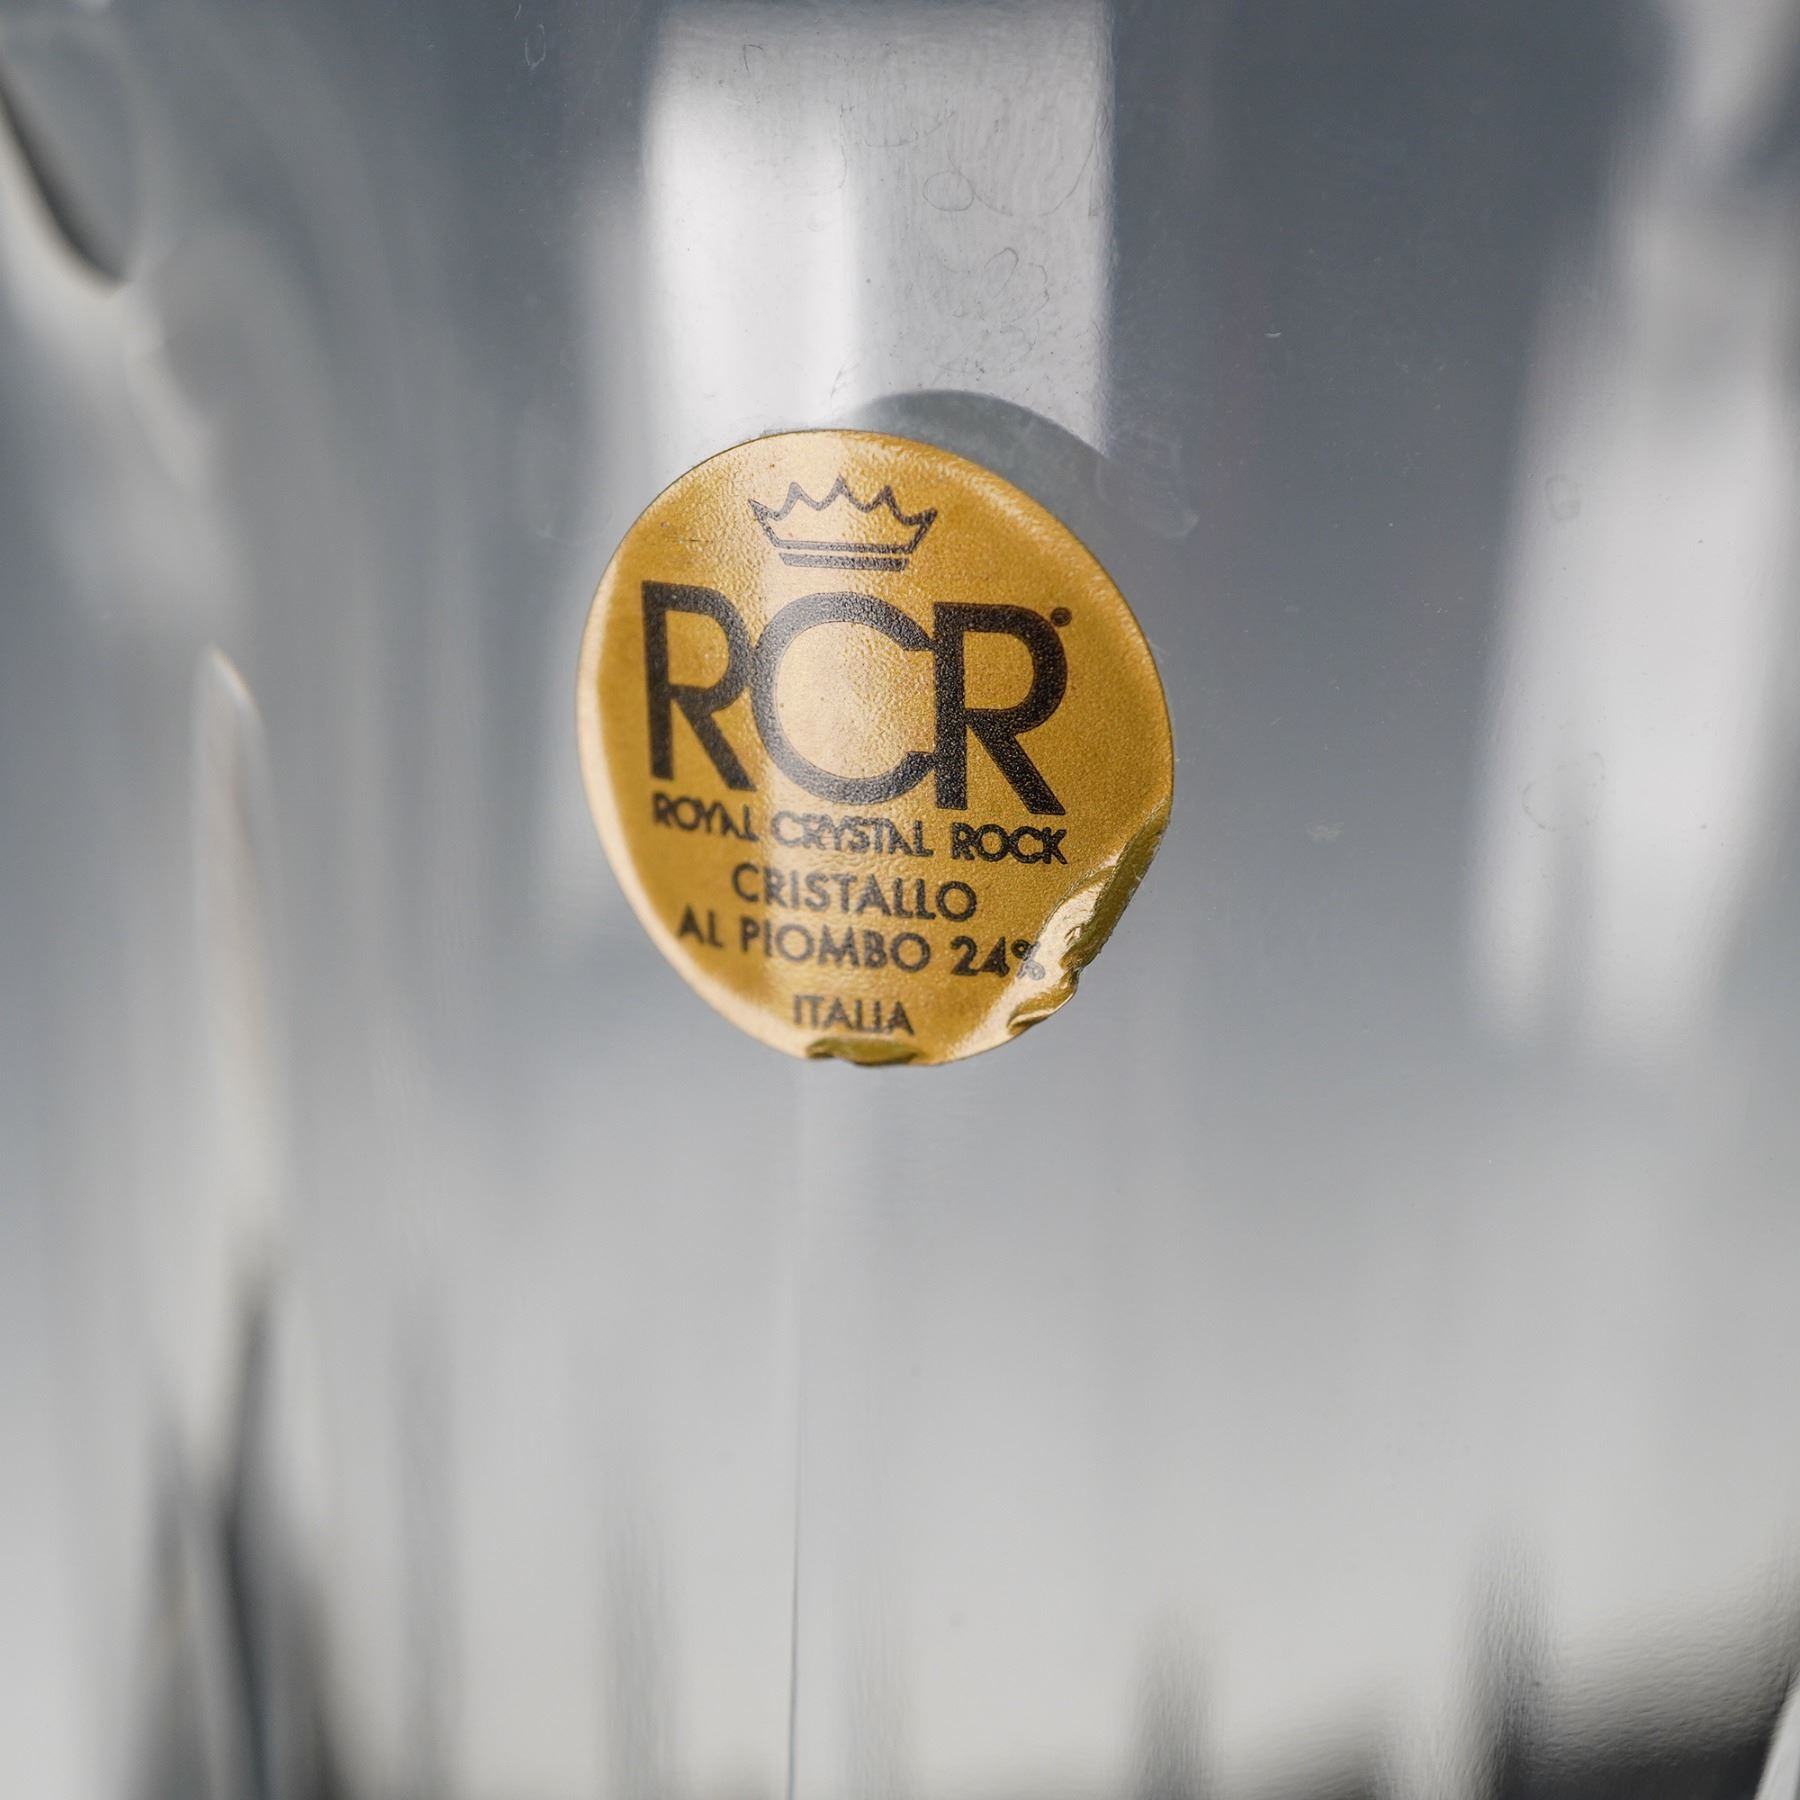 RCR
ROYAL CRYSTAL ROCK
CRISTALLO
AL PIOMBO 24%
ITALIA